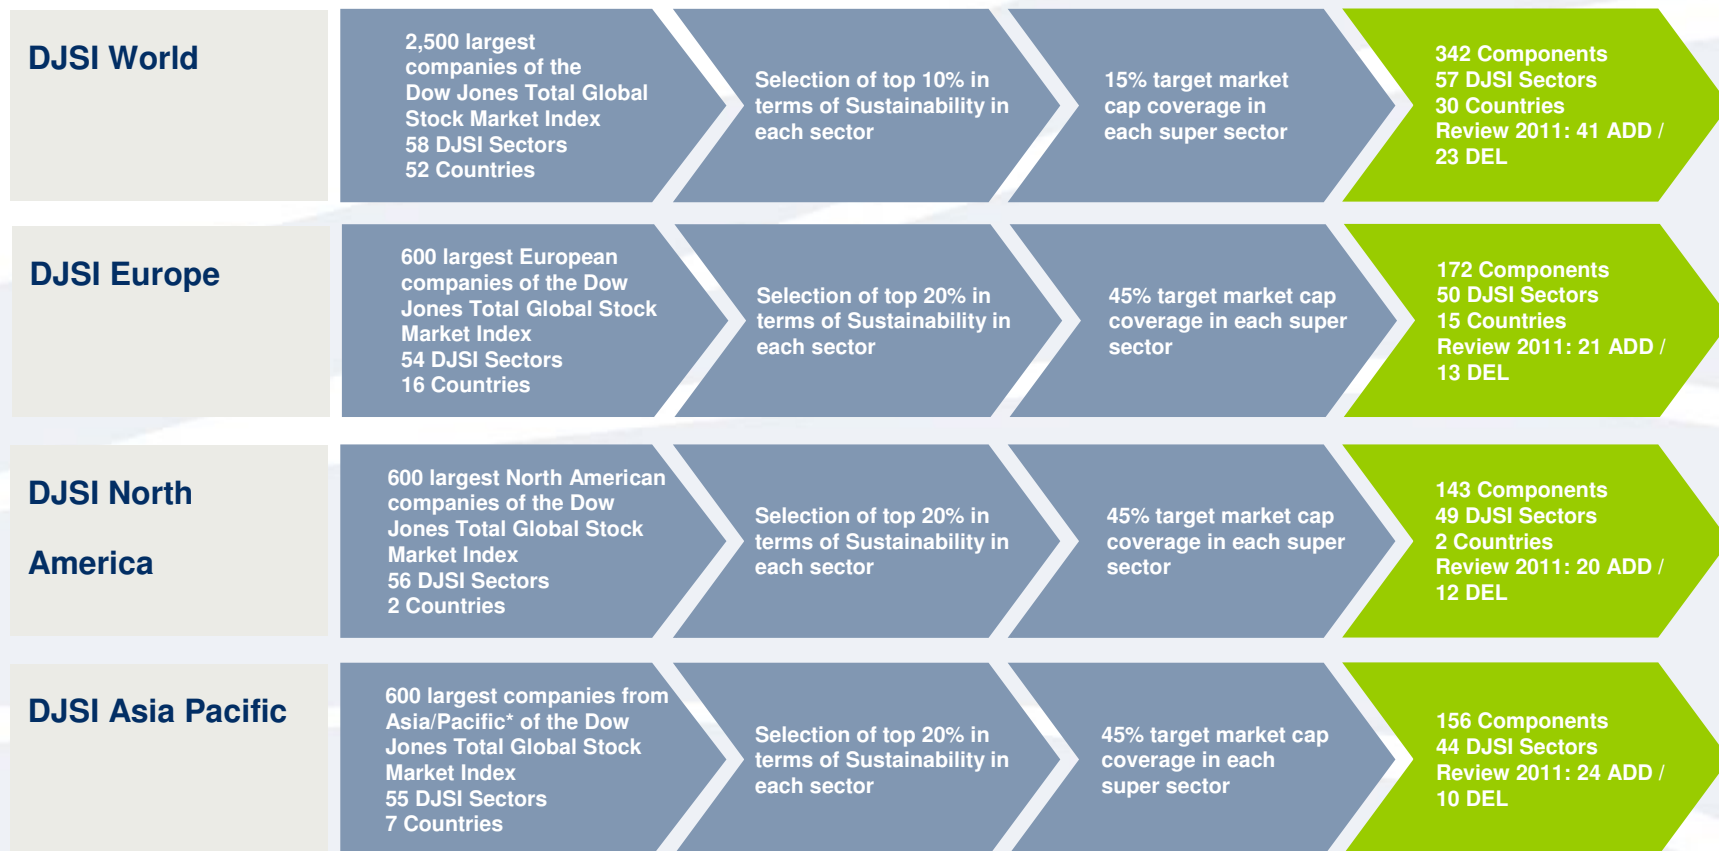 DJSI World
2,500 largest
companies of the
Dow Jones Total Global
Stock Market Index
58 DJSI Sectors
52 Countries
Selection of top 10% in
terms of Sustainability in
each sector
15% target market
cap coverage in
each super sector
342 Components
57 DJSI Sectors
30 Countries
Review 2011: 41 ADD /
23 DEL
DJSI Europe
600 largest European
companies of the Dow
Jones Total Global Stock
Market Index
54 DJSI Sectors
16 Countries
Selection of top 20% in
terms of Sustainability in
each sector
45% target market cap
coverage in each super
sector
172 Components
50 DJSI Sectors
15 Countries
Review 2011: 21 ADD /
13 DEL
DJSI North
America
600 largest North American
companies of the Dow
Jones Total Global Stock
Market Index
56 DJSI Sectors
2 Countries
Selection of top 20% in
terms of Sustainability in
each sector
45% target market cap
coverage in each super
sector
143 Components
49 DJSI Sectors
2 Countries
Review 2011: 20 ADD /
12 DEL
DJSI Asia Pacific
600 largest companies from
Asia/Pacific* of the Dow
Jones Total Global Stock
Market Index
55 DJSI Sectors
7 Countries
Selection of top 20% in
terms of Sustainability in
each sector
45% target market cap
coverage in each
super sector
156 Components
44 DJSI Sectors
Review 2011: 24 ADD /
10 DEL